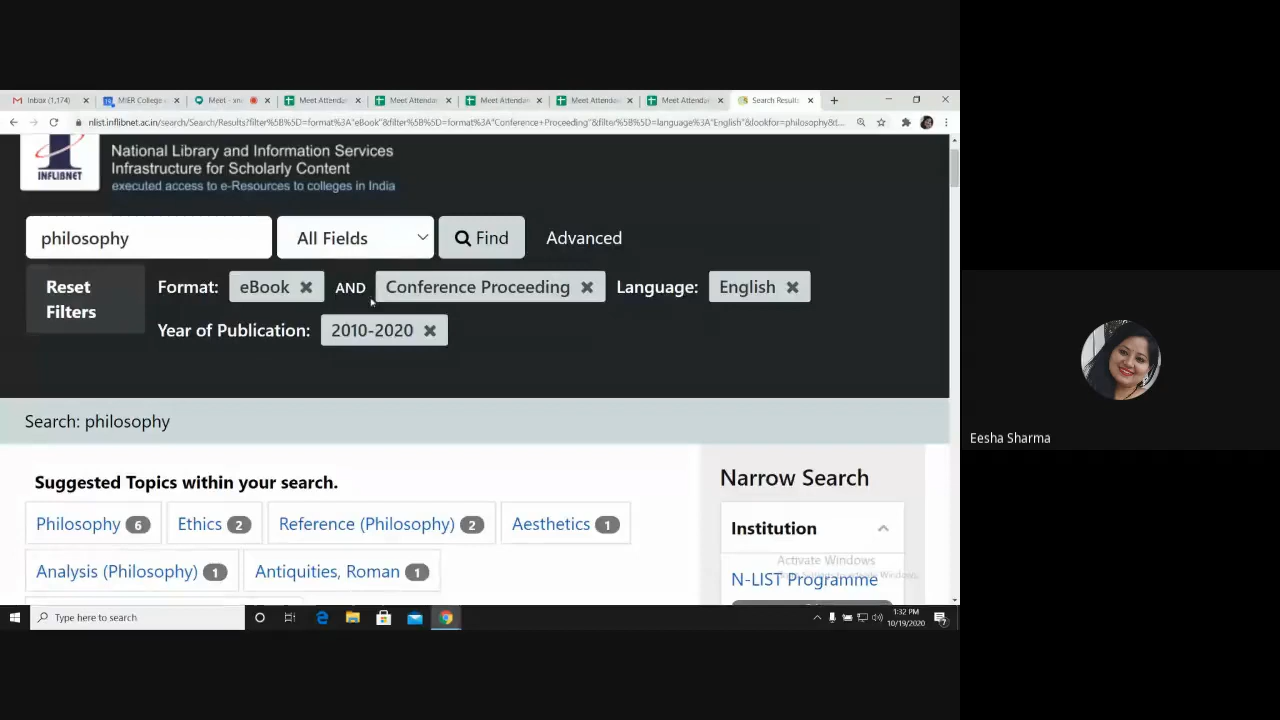 Inbox (1,174)
MIER College
Meet - xn
Meet Attendan
Meet Attendan
Meet Attendan
Meet Attendan
Meet Attendan
Search Results
nlist.inflibnet.ac.in/search/Search/Results?filter%5B%5D=format%3A"eBook"&filter%5B%5D=format%3A"Conference+Proceeding"&filter%5B%5D=language%3A"English"&lookfor=philosophy&t...
INFLIBNET
National Library and Information Services
Infrastructure for Scholarly Content
executed access to e-Resources to colleges in India
philosophy
All Fields
Find
Advanced
Reset
Filters
Format: eBook AND Conference Proceeding Language: English
Year of Publication: 2010-2020
Search: philosophy
Suggested Topics within your search.
Philosophy 6 Ethics 2 Reference (Philosophy) 2 Aesthetics 1
Analysis (Philosophy) 1 Antiquities, Roman 1
Narrow Search
Institution
Activate Windows
N-LIST Programme
Type here to search
1:32 PM
10/19/2020
Eesha Sharma